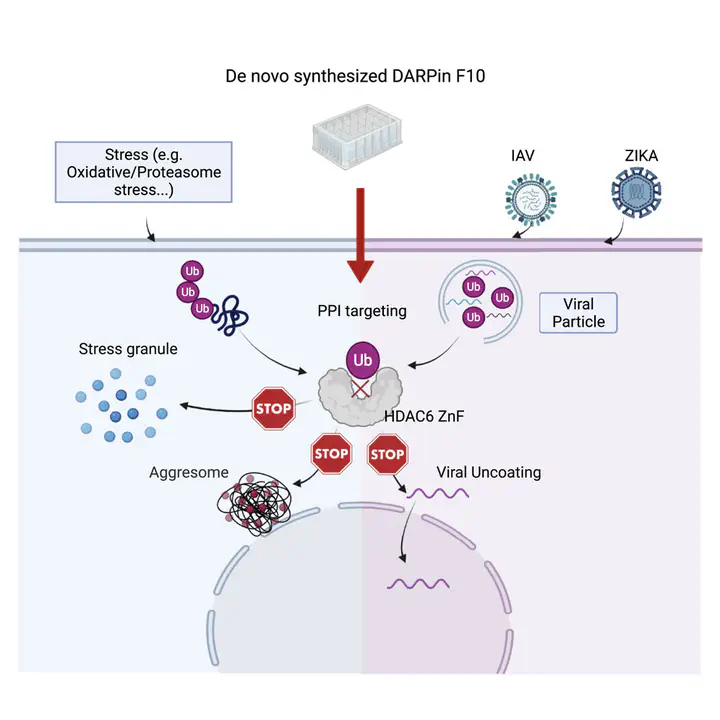 De novo synthesized DARPin F10
Stress (e.g.
Oxidative/Proteasome
stress...)
IAV
ZIKA
Ub
Ub
Ub
PPI targeting
Ub
Ub
Ub
Viral
Particle
Stress granule
Ub
STOP
HDAC6 ZnF
STOP
STOP
Aggresome
Viral Uncoating